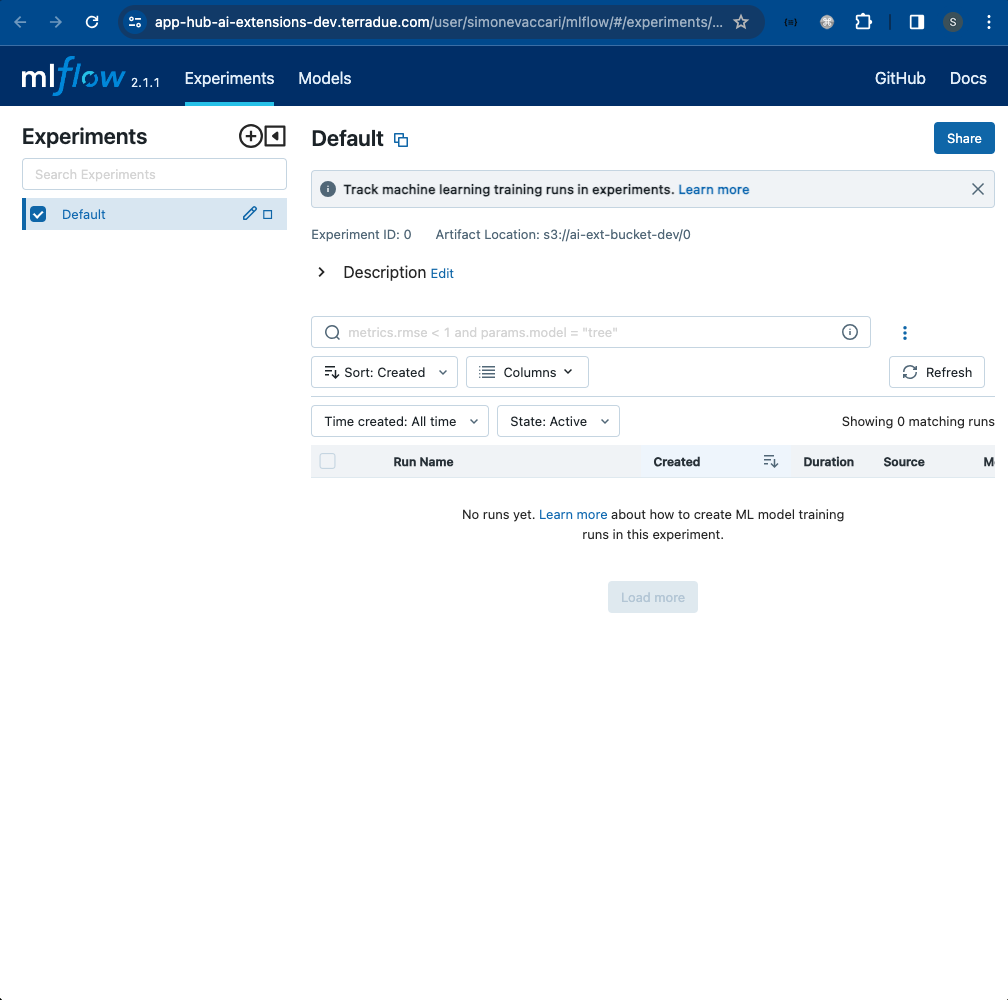 app-hub-ai-extensions-dev.terradue.com/user/simonevaccari/mlflow/#/experiments/...
S
mlflow 2.1.1 Experiments Models GitHub Docs
Experiments
Search Experiments
Default
Default
Share
Track machine learning training runs in experiments. Learn more
Experiment ID: 0 Artifact Location: s3://ai-ext-bucket-dev/0
Description Edit
metrics.rmse < 1 and params.model = "tree"
Sort: Created Columns Refresh
Time created: All time State: Active Showing 0 matching runs
Run Name Created Duration Source
No runs yet. Learn more about how to create ML model training
runs in this experiment.
Load more